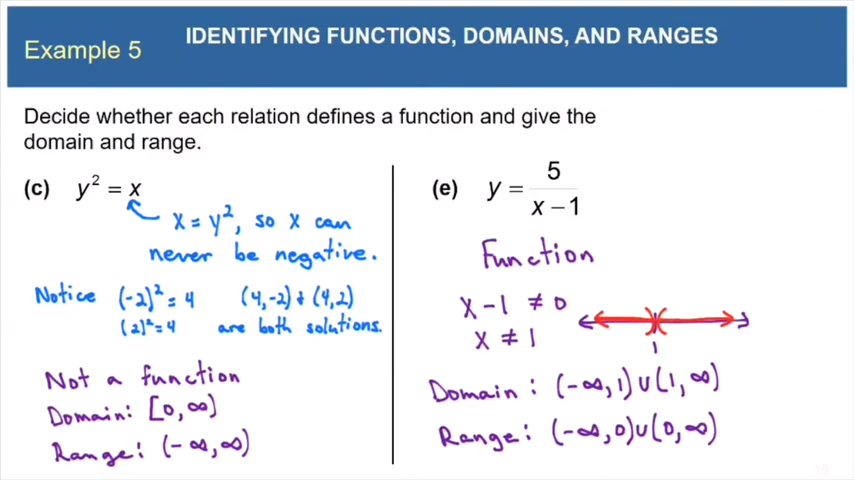 Example 5
IDENTIFYING FUNCTIONS, DOMAINS, AND RANGES
Decide whether each relation defines a function and give the
domain and range.
(c) y² = x
x = y², so x can
never be negative.
Notice (-2)² = 4 (4,-2) + (4,2)
(2)² = 4 are both solutions.
Not a function
Domain: [0, ∞)
Range: (-∞, ∞)
(e) y = 5/(x − 1)
Function
x - 1 ≠ 0
x ≠ 1
1
Domain: (-∞, 1) ∪ (1, ∞)
Range: (-∞, 0) ∪ (0, ∞)